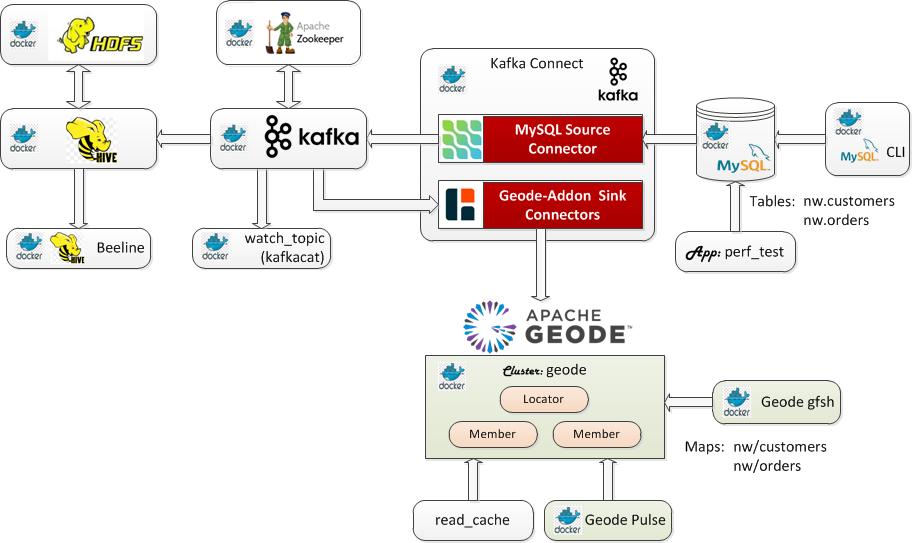 docker
HDFS
docker
Apache
Zookeeper
docker
Kafka Connect
kafka
docker
HIVE
docker
kafka
MySQL Source
Connector
docker
MySQL
docker
MySQL
CLI
Geode-Addon Sink
Connectors
Tables: nw.customers
nw.orders
docker
HIVE
Beeline
docker
watch_topic
(kafkacat)
App: perf_test
APACHE
GEODE™
docker
Cluster: geode
Locator
Member
Member
docker
Geode gfsh
Maps: nw/customers
nw/orders
read_cache
docker
Geode Pulse